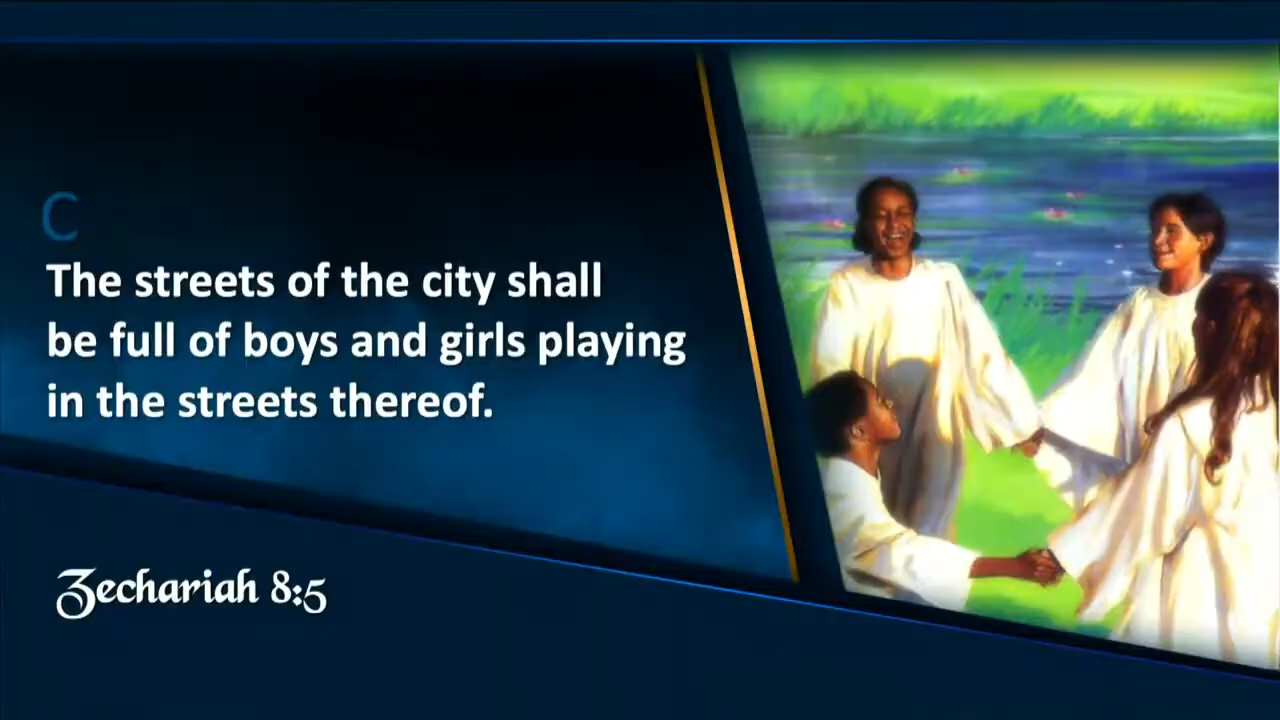 C
The streets of the city shall
be full of boys and girls playing
in the streets thereof.
Zechariah 8:5